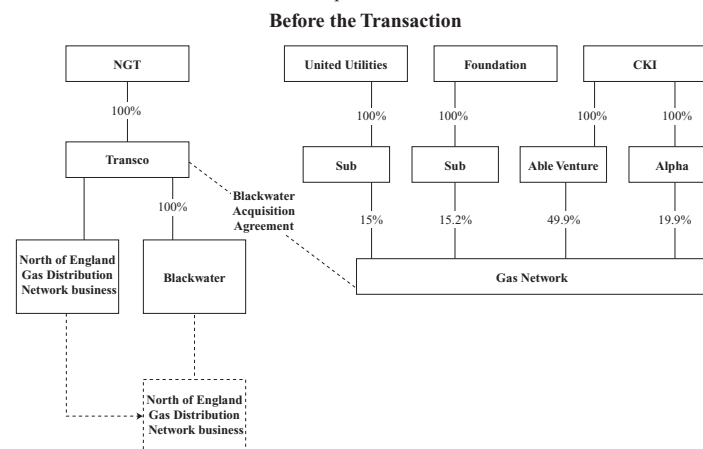 Before the Transaction
NGT
United Utilities
Foundation
CKI
100%
100%
100%
100%
100%
Transco
Sub
Sub
Able Venture
Alpha
Blackwater
Acquisition
Agreement
100%
15%
15.2%
49.9%
19.9%
North of England
Gas Distribution
Network business
Blackwater
Gas Network
North of England
Gas Distribution
Network business